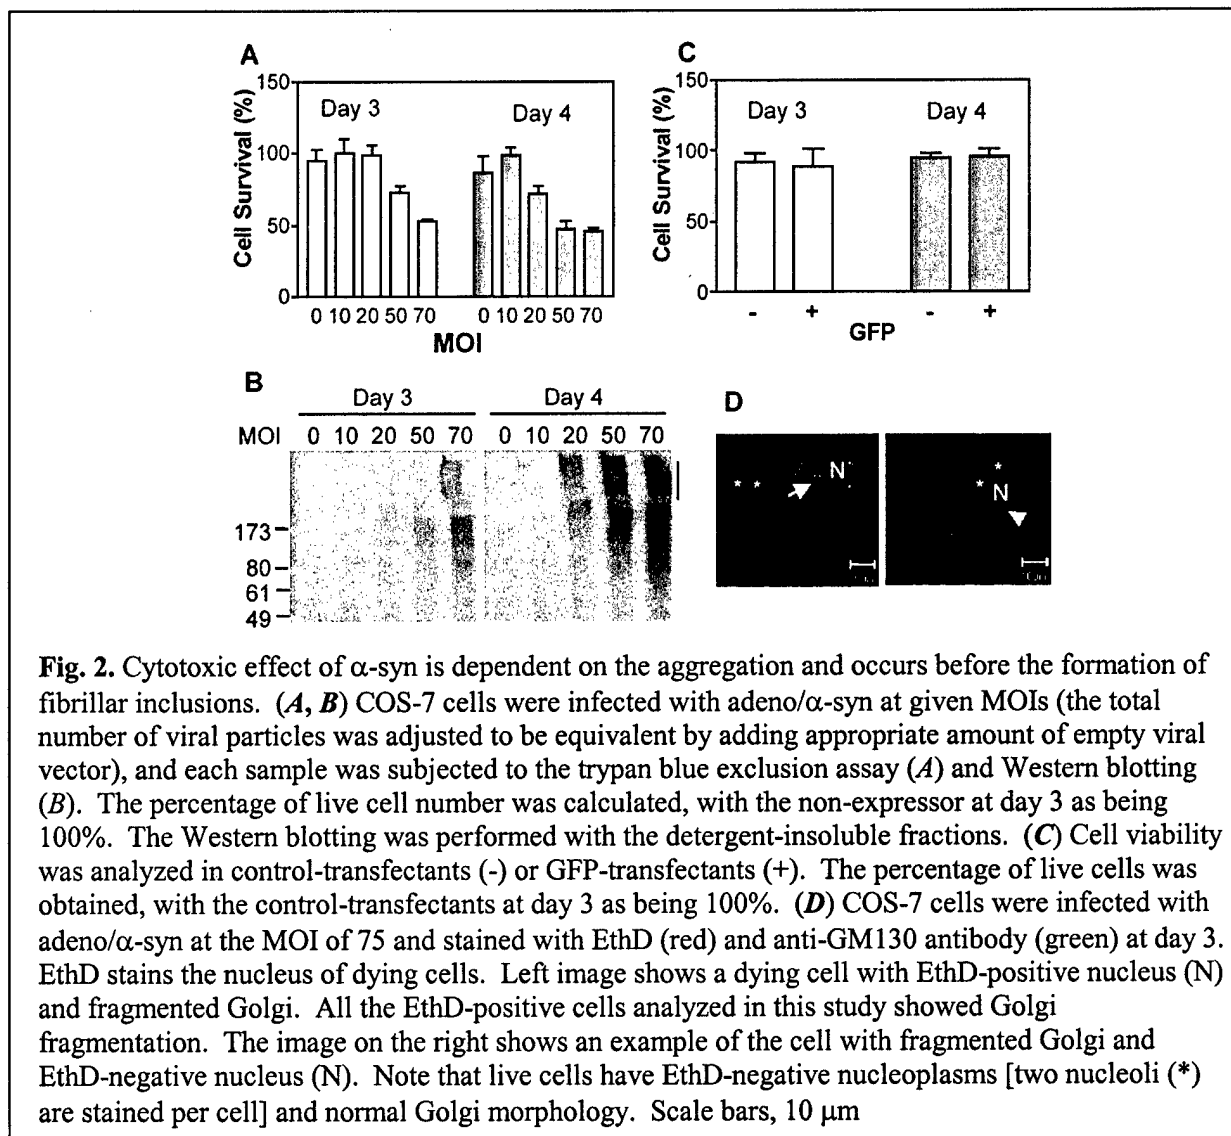 A
150
100
50
0
Cell Survival (%)
Day 3
Day 4
0 10 20 50 70 0 10 20 50 70
MOI
C
150
100
50
0
Cell Survival (%)
Day 3
Day 4
- + - +
GFP
B
Day 3 Day 4
MOI 0 10 20 50 70 0 10 20 50 70
173
80
61
49
D
* * N
* * N
Fig. 2. Cytotoxic effect of α-syn is dependent on the aggregation and occurs before the formation of
fibrillar inclusions. (A, B) COS-7 cells were infected with adeno/α-syn at given MOIs (the total
number of viral particles was adjusted to be equivalent by adding appropriate amount of empty viral
vector), and each sample was subjected to the trypan blue exclusion assay (A) and Western blotting
(B). The percentage of live cell number was calculated, with the non-expressor at day 3 as being
100%. The Western blotting was performed with the detergent-insoluble fractions. (C) Cell viability
was analyzed in control-transfectants (-) or GFP-transfectants (+). The percentage of live cells was
obtained, with the control-transfectants at day 3 as being 100%. (D) COS-7 cells were infected with
adeno/α-syn at the MOI of 75 and stained with EthD (red) and anti-GM130 antibody (green) at day 3.
EthD stains the nucleus of dying cells. Left image shows a dying cell with EthD-positive nucleus (N)
and fragmented Golgi. All the EthD-positive cells analyzed in this study showed Golgi
fragmentation. The image on the right shows an example of the cell with fragmented Golgi and
EthD-negative nucleus (N). Note that live cells have EthD-negative nucleoplasms [two nucleoli (*)
are stained per cell] and normal Golgi morphology. Scale bars, 10 μm